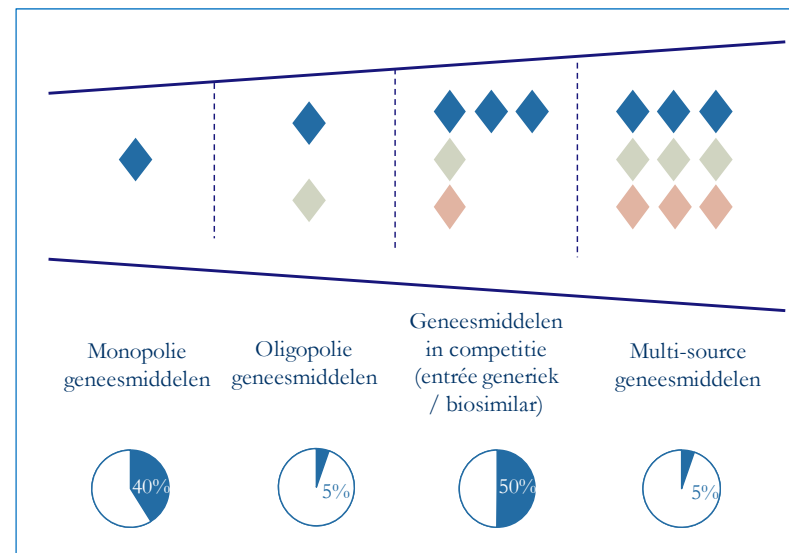 Monopolie
geneesmiddelen
Oligopolie
geneesmiddelen
Geneesmiddelen
in competitie
(entrée generiek
/ biosimilar)
Multi-source
geneesmiddelen
40%
5%
50%
5%